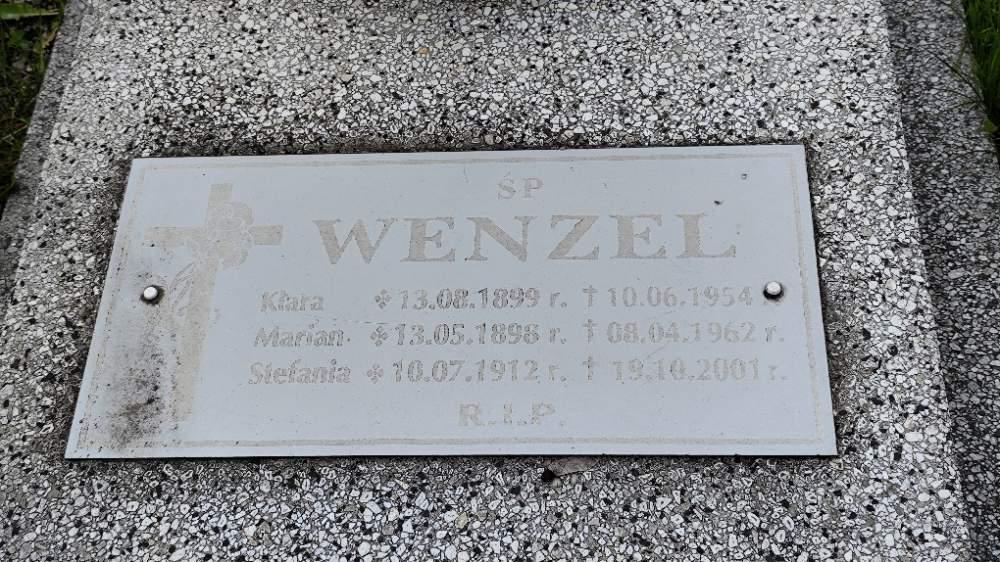 ŚP
WENZEL
Klara ✲ 13.08.1899 r. † 10.06.1954
Marian ✲ 13.05.1898 r. † 08.04.1962 r.
Stefania ✲ 10.07.1912 r. † 19.10.2001 r.
R.I.P.